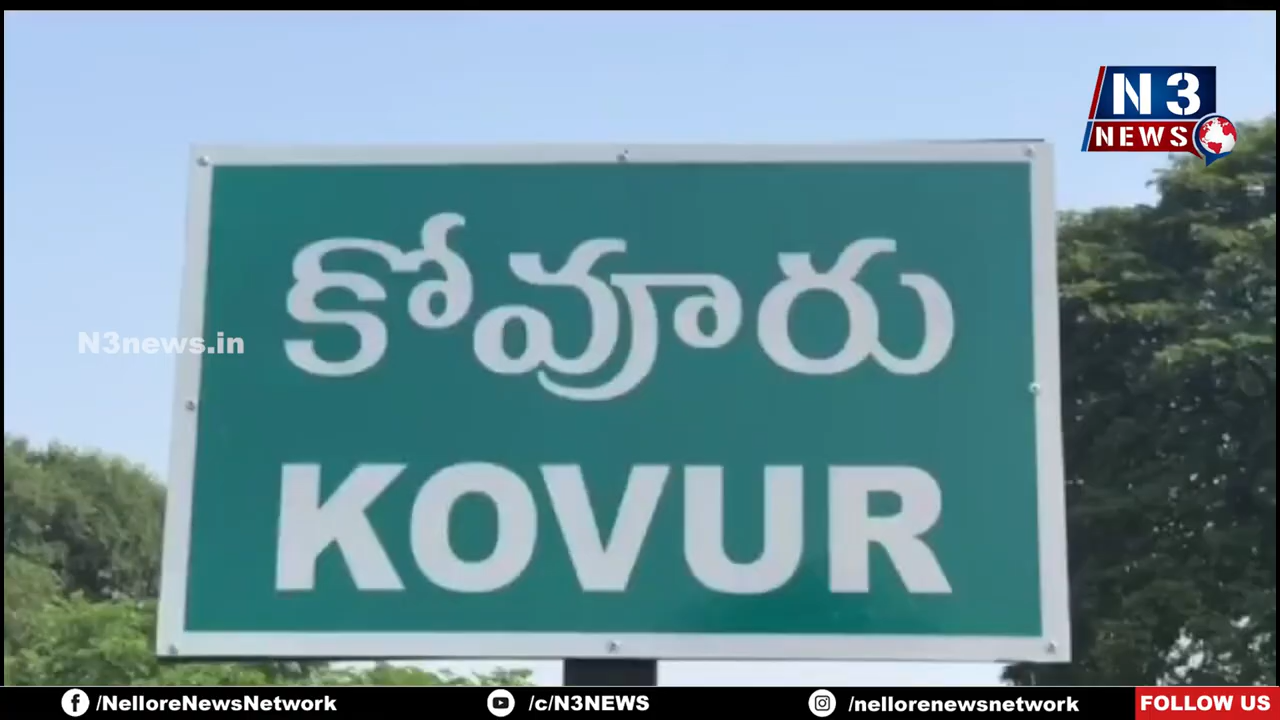 N3
NEWS
కోవూరు
N3news.in
KOVUR
/NelloreNewsNetwork
/c/N3NEWS
/nellorenewsnetwork
FOLLOW US